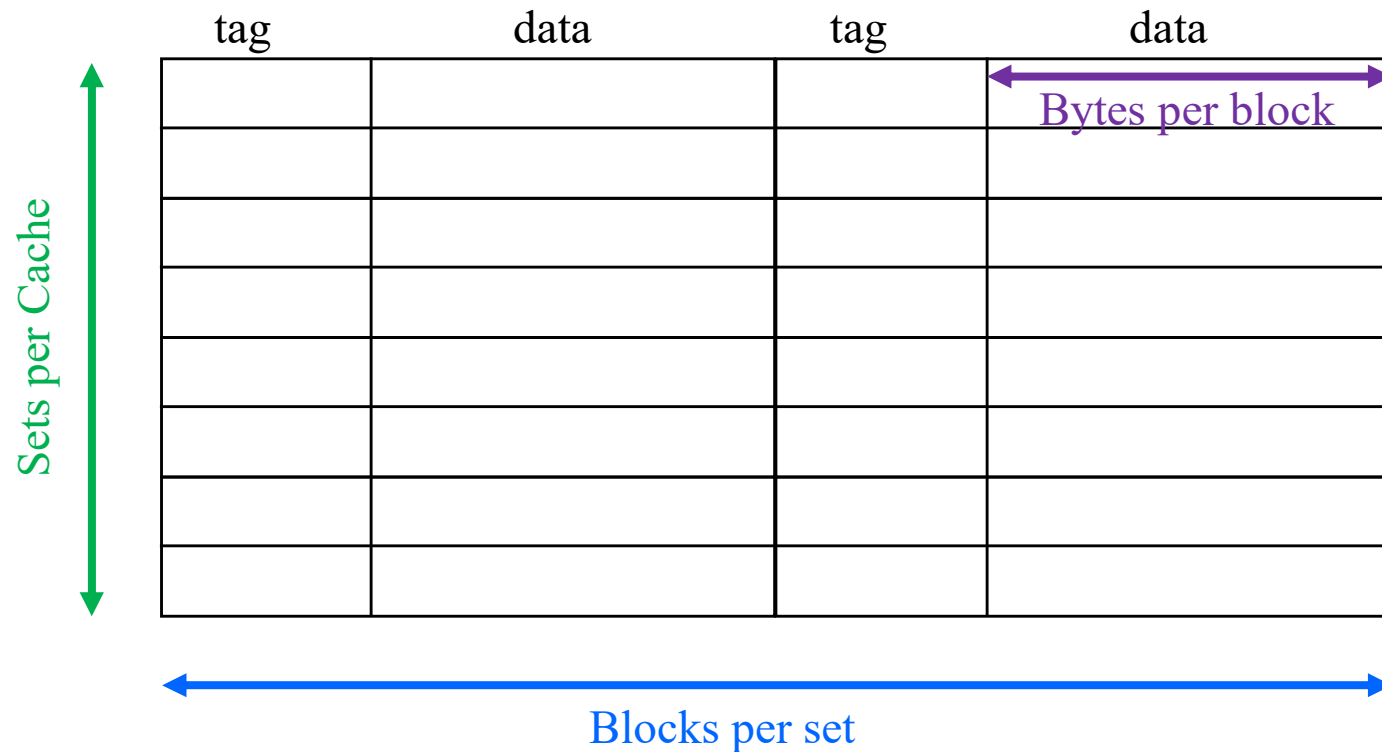 tag data tag data
Bytes per block
Sets per Cache
Blocks per set